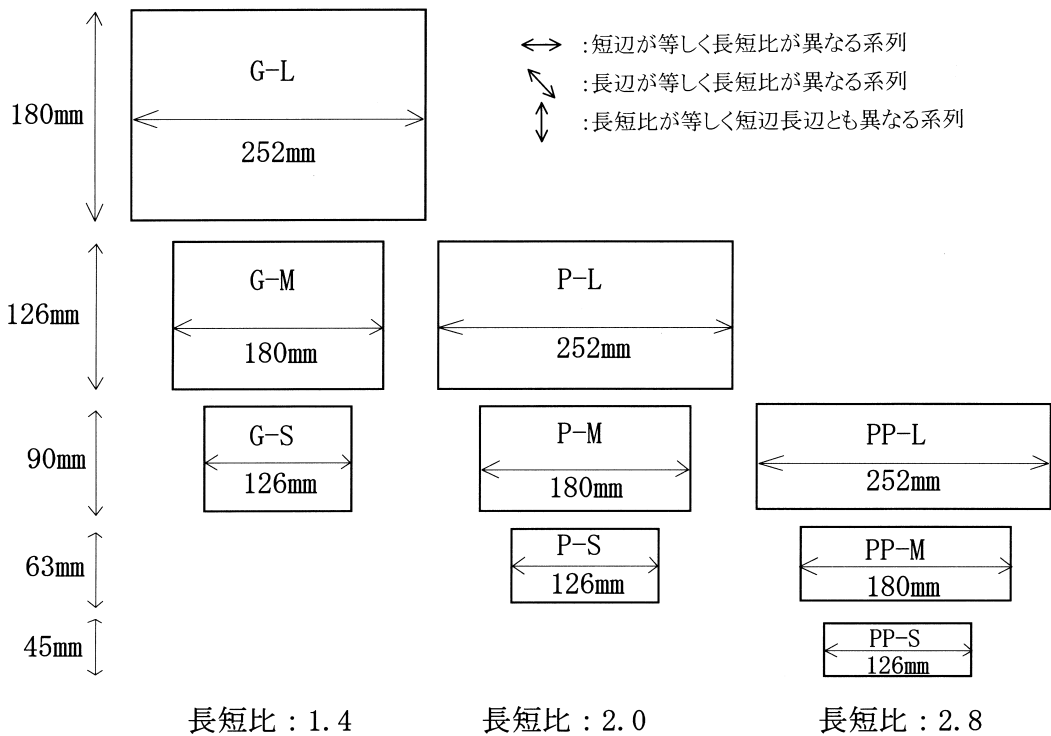 G-L
180mm
252mm
:短辺が等しく長短比が異なる系列
:長辺が等しく長短比が異なる系列
:長短比が等しく短辺長辺とも異なる系列
G-M
P-L
126mm
180mm
252mm
G-S
P-M
PP-L
90mm
126mm
180mm
252mm
P-S
PP-M
63mm
126mm
180mm
45mm
PP-S
126mm
長短比:1.4
長短比:2.0
長短比:2.8